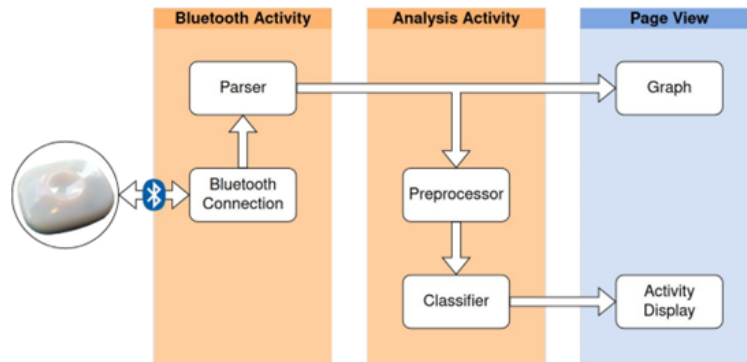 Bluetooth Activity
Analysis Activity
Page View
Parser
Graph
Bluetooth
Connection
Preprocessor
Classifier
Activity
Display